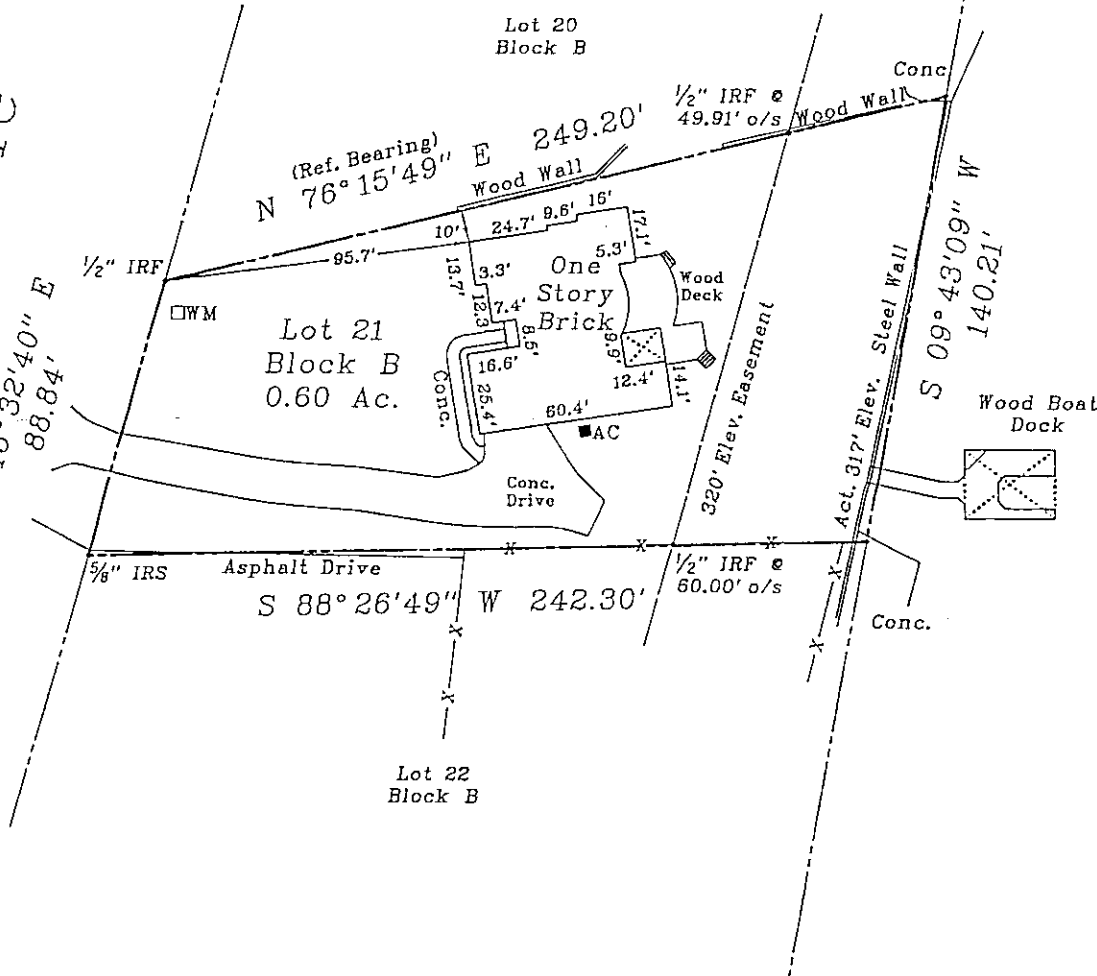 Lot 20
Block B
Conc
½" IRF @
49.91' o/s
Wood Wall
(Ref. Bearing)
N 76°15'49" E 249.20'
Wood Wall
½" IRF
WM
95.7'
10'
24.7'
9.6'
16'
17.1'
5.3'
13.7'
3.3'
12.3
7.4'
8.5'
16.6'
25.4'
9.9'
12.4'
14.1'
60.4'
One
Story
Brick
Wood
Deck
Lot 21
Block B
0.60 Ac.
Conc.
AC
Conc.
Drive
32'40" E
88.84'
320' Elev. Easement
Act. 317' Elev. Steel Wall
S 09°43'09" W
140.21'
Wood Boat
Dock
⅝" IRS
Asphalt Drive
X
X
X
½" IRF @
60.00' o/s
S 88°26'49" W 242.30'
Conc.
X
X
X
X
Lot 22
Block B